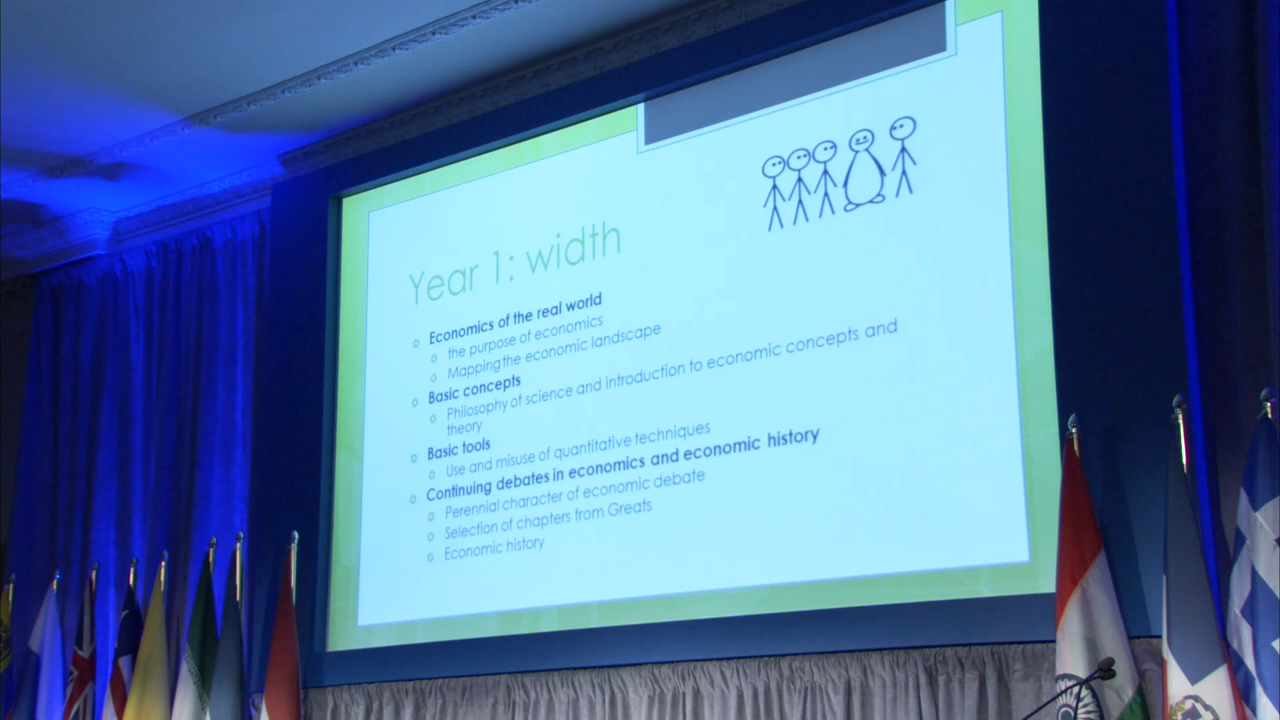 Year 1: width
Economics of the real world
the purpose of economics
Mapping the economic landscape
Basic concepts
Philosophy of science and introduction to economic concepts and
theory
Basic tools
Use and misuse of quantitative techniques
Continuing debates in economics and economic history
Perennial character of economic debate
Selection of chapters from Greats
Economic history